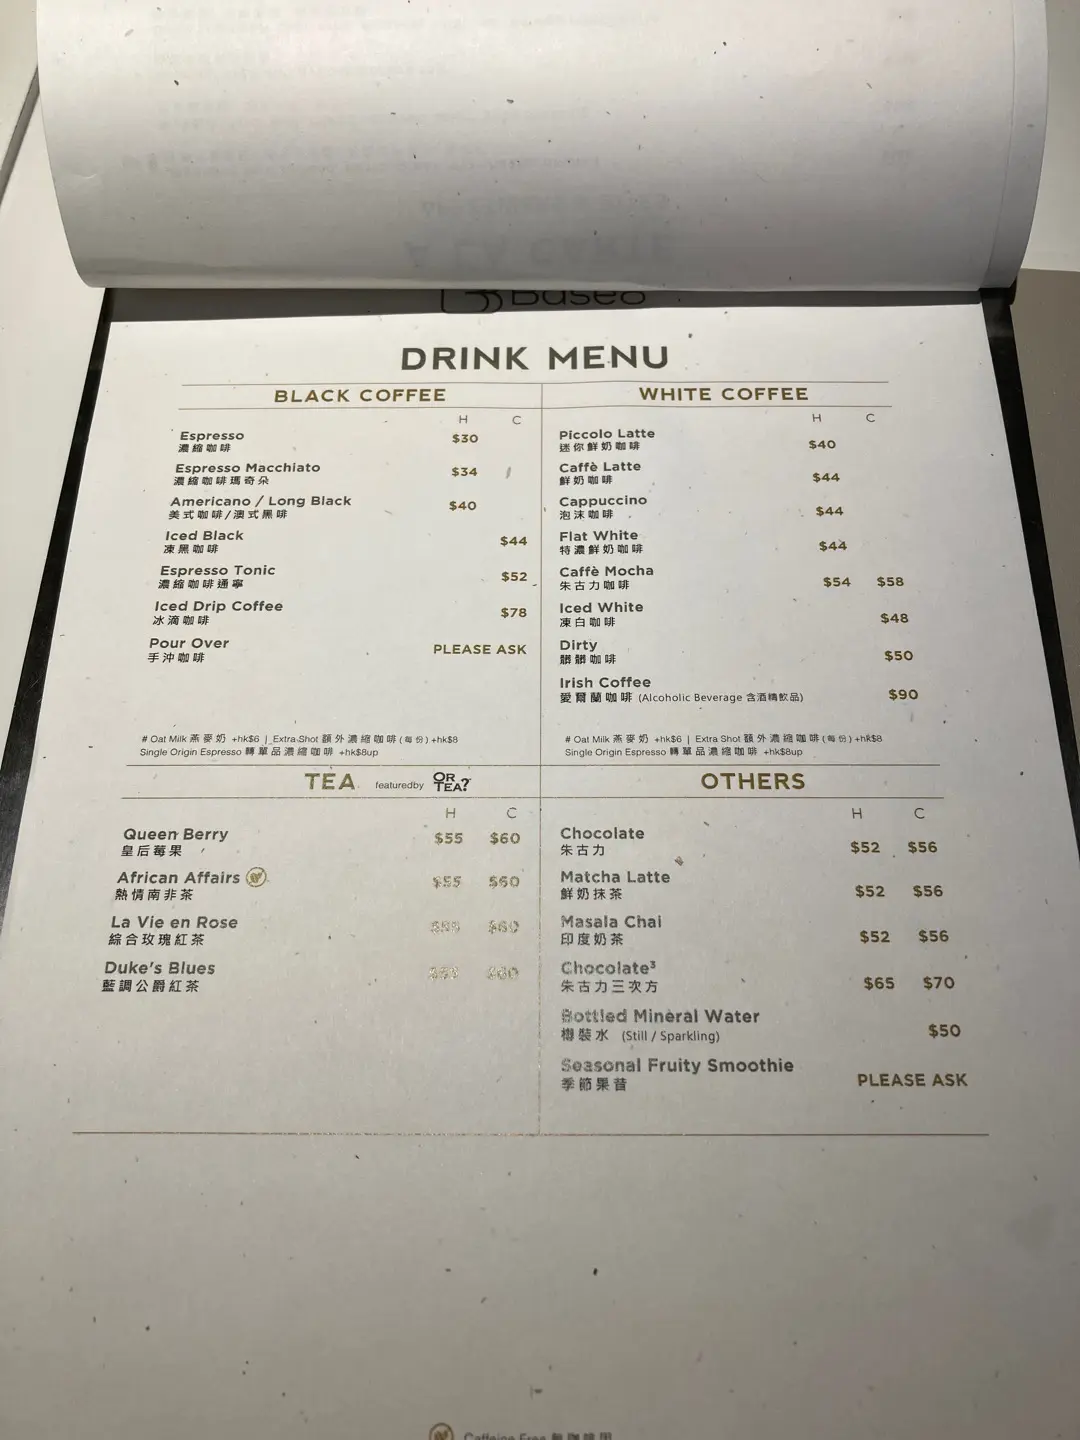 Baseo
DRINK MENU
BLACK COFFEE
H C
Espresso $30
濃縮咖啡
Espresso Macchiato $34
濃縮咖啡瑪奇朵
Americano / Long Black $40
美式咖啡/澳式黑啡
Iced Black $44
凍黑咖啡
Espresso Tonic $52
濃縮咖啡通寧
Iced Drip Coffee $78
冰滴咖啡
Pour Over PLEASE ASK
手沖咖啡
# Oat Milk 燕麥奶 +hk$6 | Extra Shot 額外濃縮咖啡(每份)+hk$8
Single Origin Espresso 轉單品濃縮咖啡 +hk$8up
WHITE COFFEE
H C
Piccolo Latte $40
迷你鮮奶咖啡
Caffè Latte $44
鮮奶咖啡
Cappuccino $44
泡沫咖啡
Flat White $44
特濃鮮奶咖啡
Caffè Mocha $54 $58
朱古力咖啡
Iced White $48
凍白咖啡
Dirty $50
髒髒咖啡
Irish Coffee $90
愛爾蘭咖啡 (Alcoholic Beverage 含酒精飲品)
# Oat Milk 燕麥奶 +hk$6 | Extra Shot 額外濃縮咖啡(每份)+hk$8
Single Origin Espresso 轉單品濃縮咖啡 +hk$8up
TEA featuredby OR TEA?
H C
Queen Berry $55 $60
皇后莓果
African Affairs $55 $60
熱情南非茶
La Vie en Rose $60
綜合玫瑰紅茶
Duke's Blues $60
藍調公爵紅茶
OTHERS
H C
Chocolate $52 $56
朱古力
Matcha Latte $52 $56
鮮奶抹茶
Masala Chai $52 $56
印度奶茶
Chocolate³ $65 $70
朱古力三次方
Bottled Mineral Water $50
樽裝水 (Still / Sparkling)
Seasonal Fruity Smoothie PLEASE ASK
季節果昔
Caffeine Free